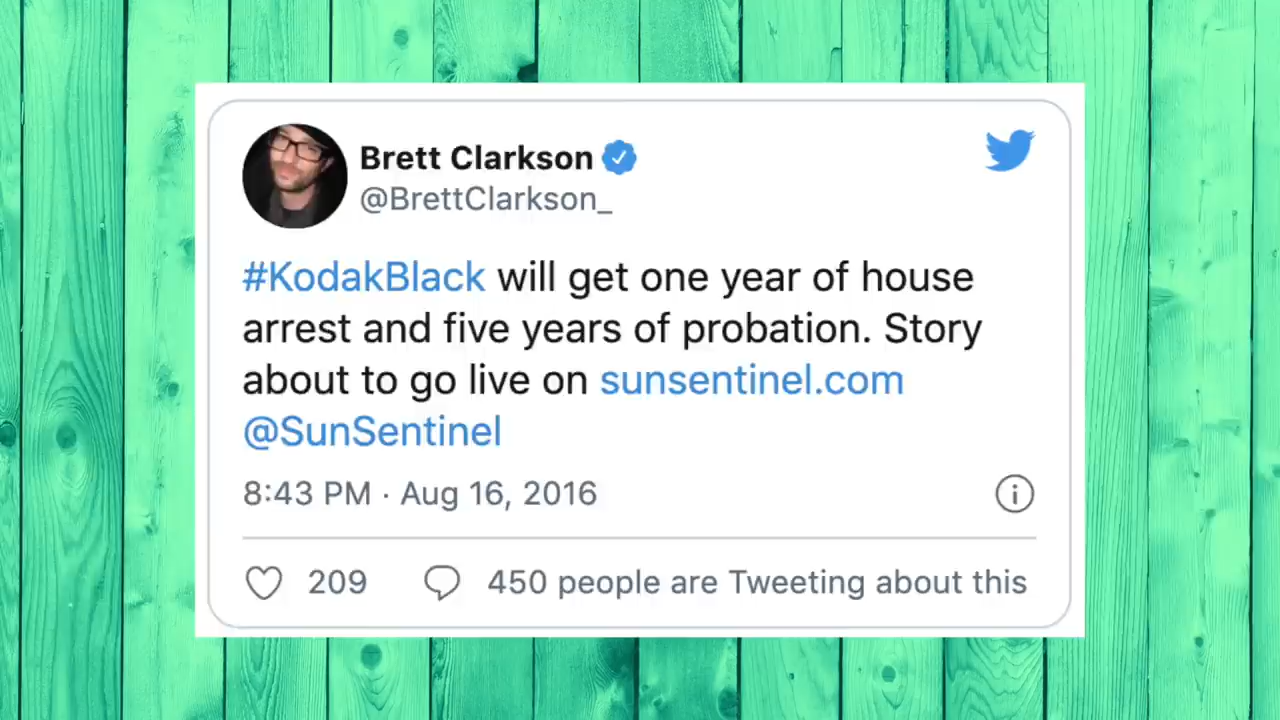 Brett Clarkson
@BrettClarkson_
#KodakBlack will get one year of house
arrest and five years of probation. Story
about to go live on sunsentinel.com
@SunSentinel
8:43 PM · Aug 16, 2016
209 450 people are Tweeting about this